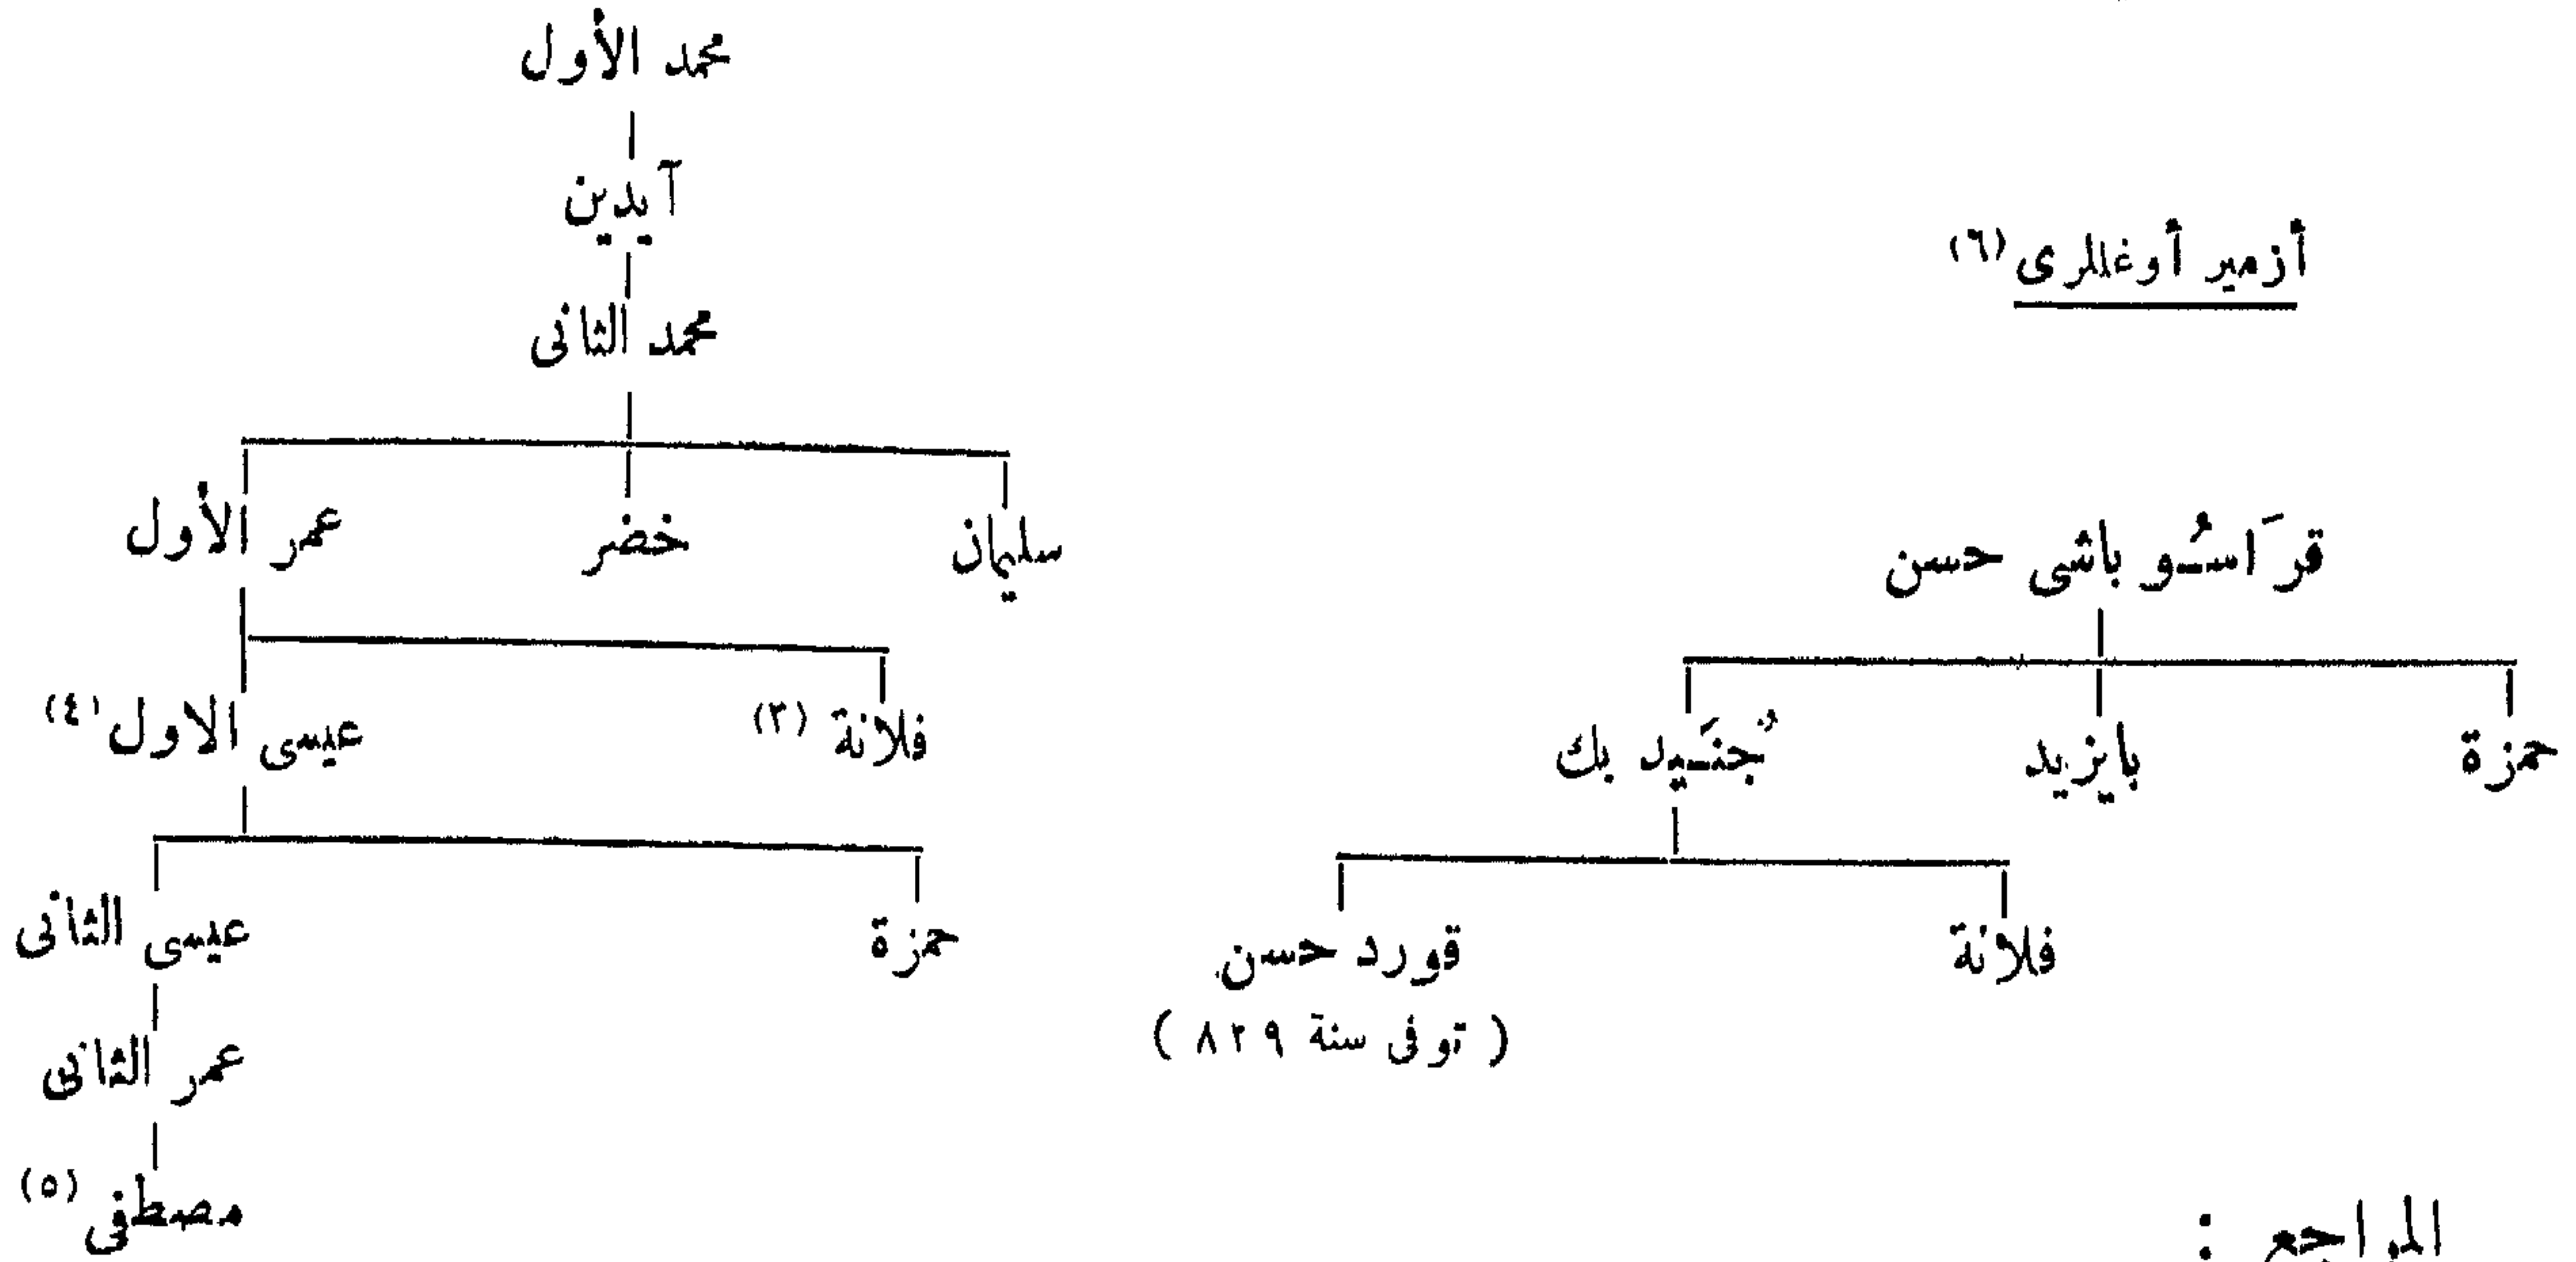 محمد الأول
آيدين
محمد الثانى
سليمان خضر عمر الأول
فلانة (٣) عيسى الاول (٤)
حمزة عيسى الثانى
عمر الثانى
مصطفى (٥)
أزمير أوغللرى (٦)
قَراسُو باشى حسن
حمزة بايزيد جُنَيد بك
فلانة قورد حسن
( توفى سنة ٨٢٩ )
المراجع :